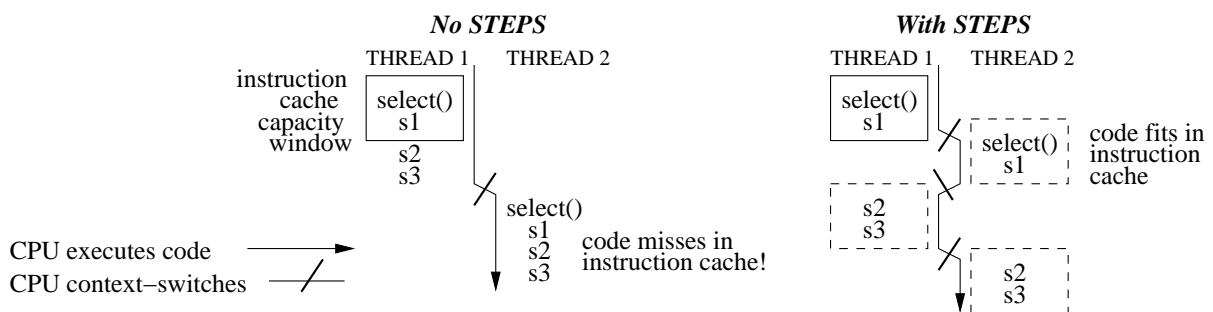 No STEPS
THREAD 1 THREAD 2
instruction
cache
capacity
window
select()
s1
s2
s3
select()
s1
s2
s3
code misses in
instruction cache!
CPU executes code
CPU context–switches
With STEPS
THREAD 1 THREAD 2
select()
s1
select()
s1
code fits in
instruction
cache
s2
s3
s2
s3